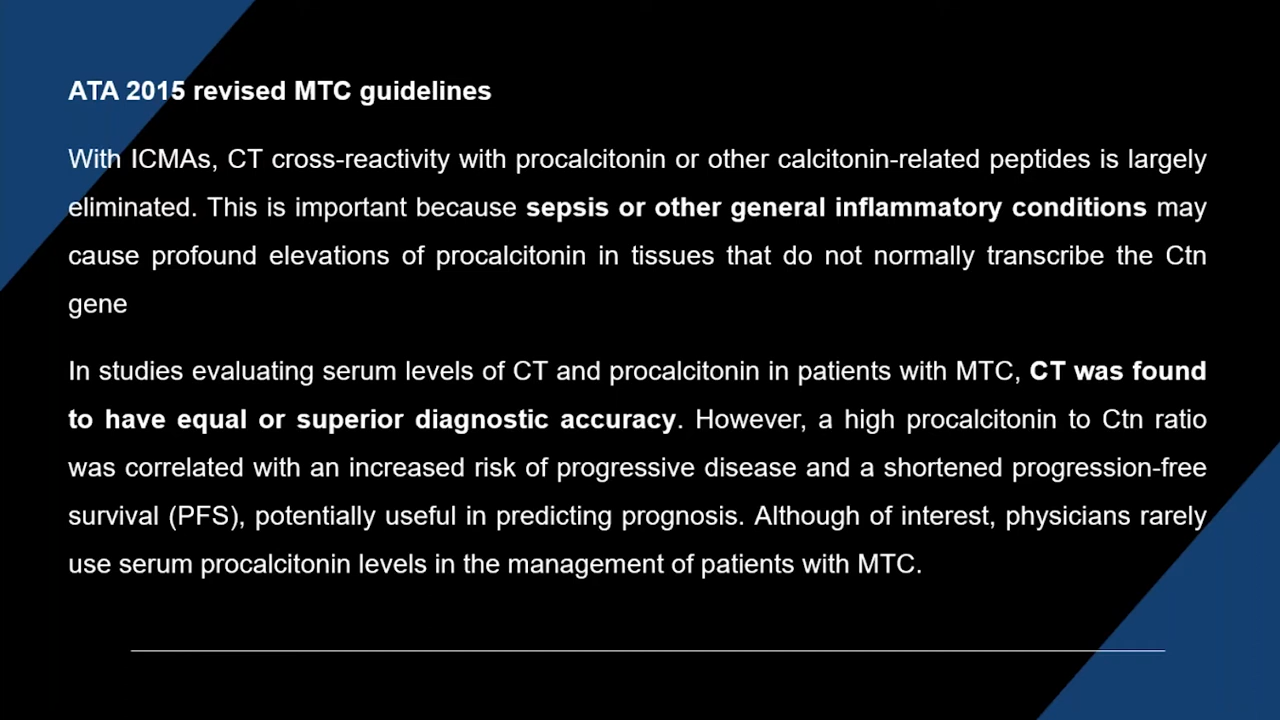 ATA 2015 revised MTC guidelines
With ICMAs, CT cross-reactivity with procalcitonin or other calcitonin-related peptides is largely
eliminated. This is important because sepsis or other general inflammatory conditions may
cause profound elevations of procalcitonin in tissues that do not normally transcribe the Ctn
gene
In studies evaluating serum levels of CT and procalcitonin in patients with MTC, CT was found
to have equal or superior diagnostic accuracy. However, a high procalcitonin to Ctn ratio
was correlated with an increased risk of progressive disease and a shortened progression-free
survival (PFS), potentially useful in predicting prognosis. Although of interest, physicians rarely
use serum procalcitonin levels in the management of patients with MTC.